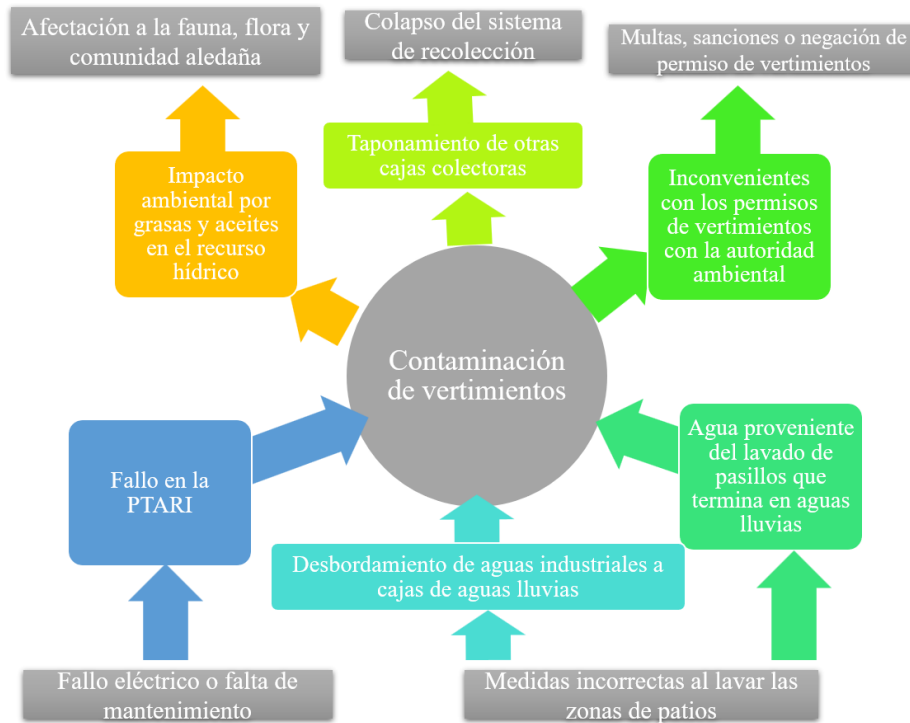 Afectación a la fauna, flora y
comunidad aledaña
Colapso del sistema
de recolección
Multas, sanciones o negación de
permiso de vertimientos
Impacto
ambiental por
grasas y aceites
en el recurso
hídrico
Taponamiento de otras
cajas colectoras
Inconvenientes
con los permisos
de vertimientos
con la autoridad
ambiental
Contaminación
de vertimientos
Fallo en la
PTARI
Desbordamiento de aguas industriales a
cajas de aguas lluvias
Agua proveniente
del lavado de
pasillos que
termina en aguas
lluvias
Fallo eléctrico o falta de
mantenimiento
Medidas incorrectas al lavar las
zonas de patios